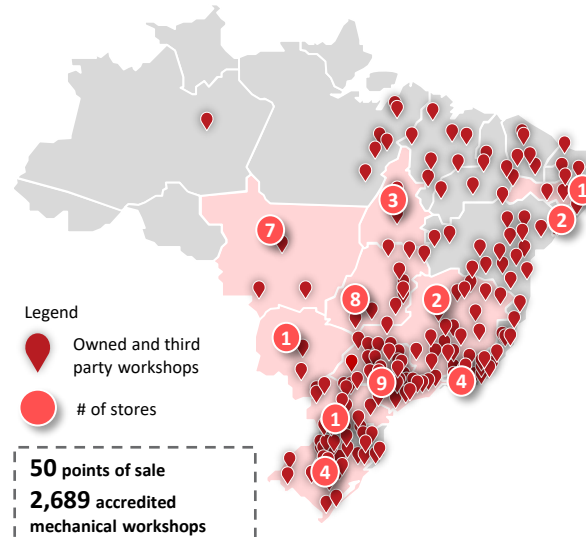 3
1
2
7
8
2
1
9
4
1
4
Legend
Owned and third
party workshops
# of stores
50 points of sale
2,689 accredited
mechanical workshops